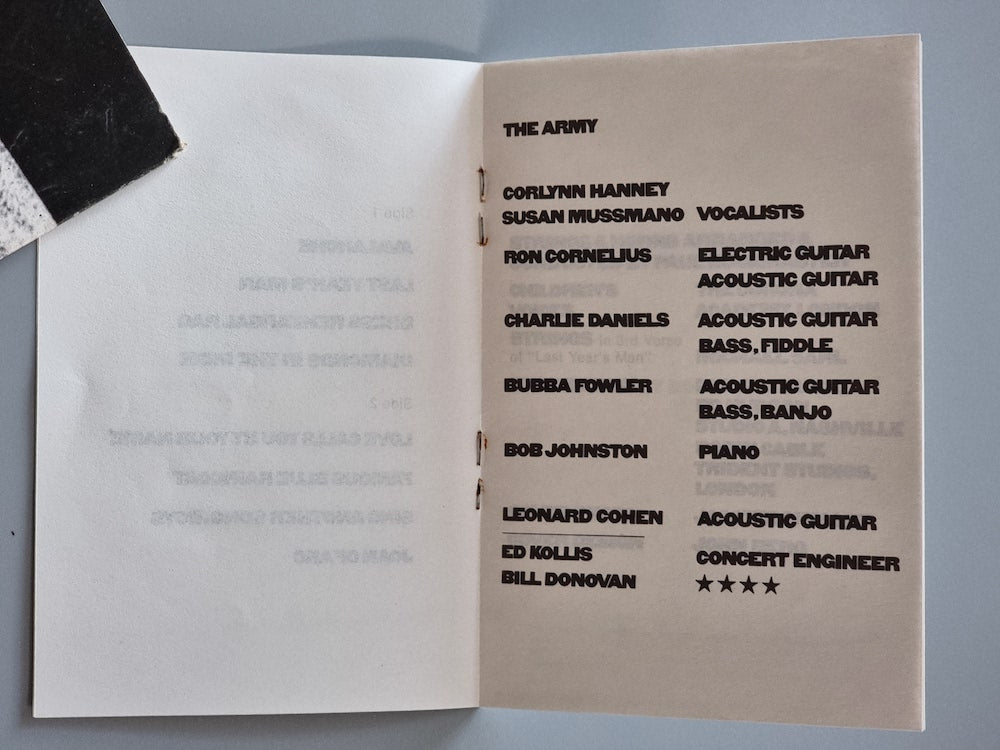 THE ARMY
CORLYNN HANNEY
SUSAN MUSSMANO VOCALISTS
RON CORNELIUS ELECTRIC GUITAR
ACOUSTIC GUITAR
CHARLIE DANIELS ACOUSTIC GUITAR
BASS, FIDDLE
BUBBA FOWLER ACOUSTIC GUITAR
BASS, BANJO
BOB JOHNSTON PIANO
LEONARD COHEN ACOUSTIC GUITAR
ED KOLLIS CONCERT ENGINEER
BILL DONOVAN ★★★★